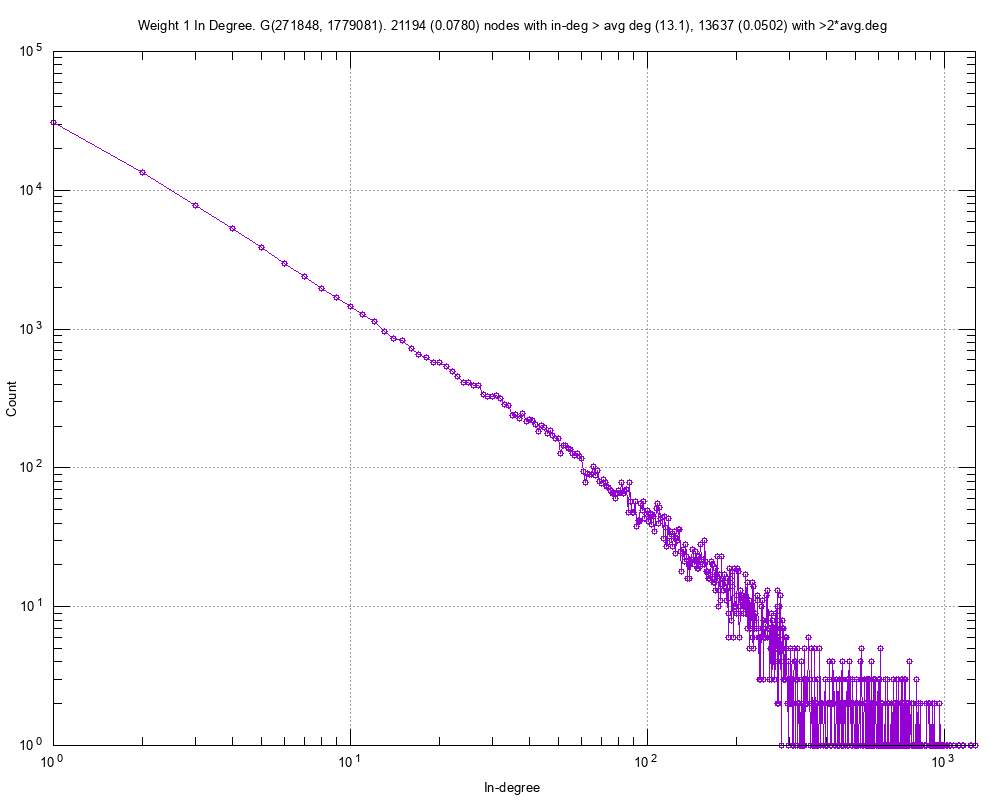 Weight 1 In Degree. G(271848, 1779081). 21194 (0.0780) nodes with in-deg > avg deg (13.1), 13637 (0.0502) with >2*avg.deg
10^5
10^4
10^3
10^2
10^1
10^0
Count
10^0 10^1 10^2 10^3
In-degree